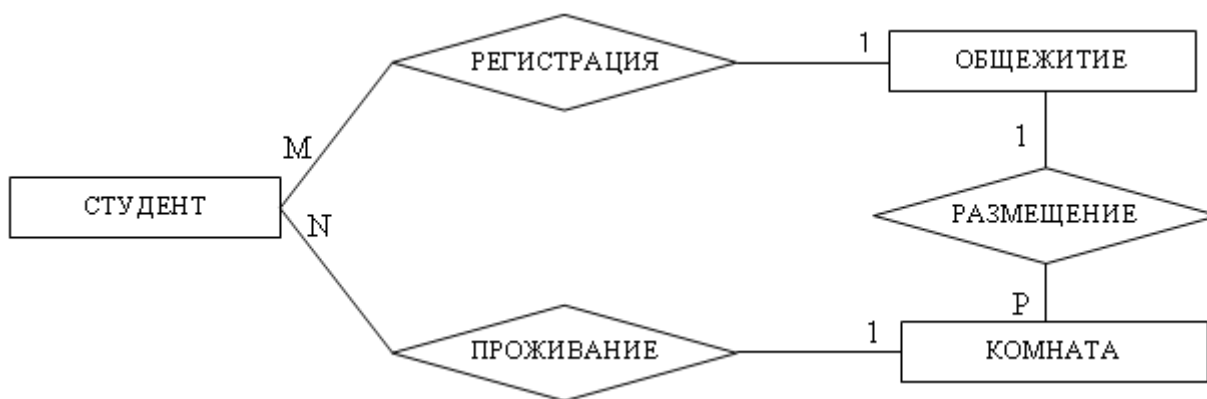 РЕГИСТРАЦИЯ
1
ОБЩЕЖИТИЕ
M
1
СТУДЕНТ
N
РАЗМЕЩЕНИЕ
P
ПРОЖИВАНИЕ
1
КОМНАТА